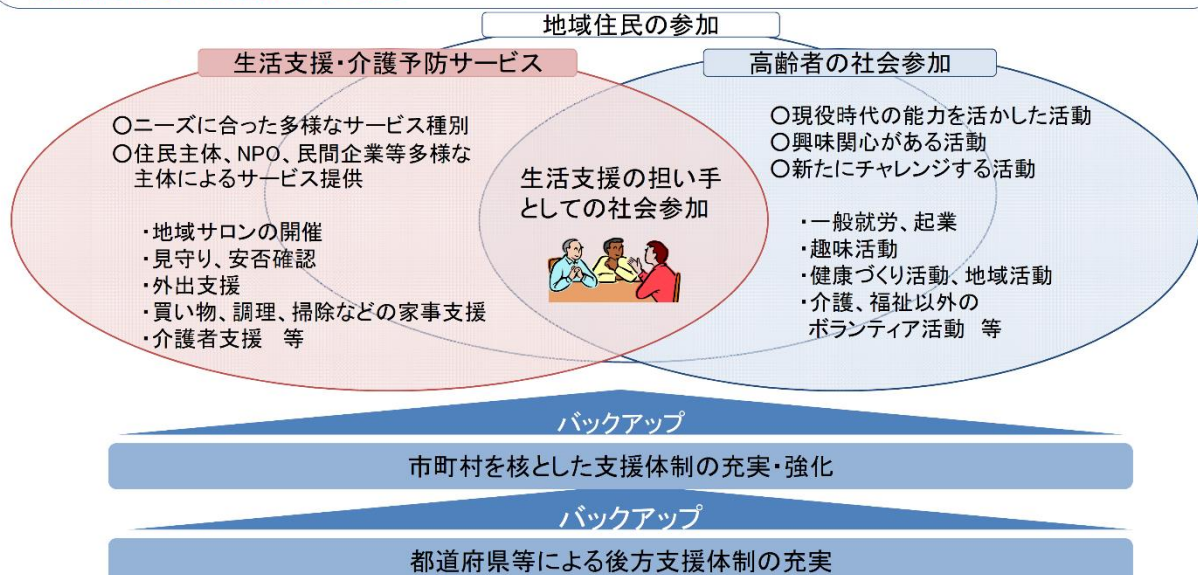 地域住民の参加
生活支援・介護予防サービス
○ニーズに合った多様なサービス種別
○住民主体、NPO、民間企業等多様な
主体によるサービス提供
・地域サロンの開催
・見守り、安否確認
・外出支援
・買い物、調理、掃除などの家事支援
・介護者支援　等
生活支援の担い手
としての社会参加
高齢者の社会参加
○現役時代の能力を活かした活動
○興味関心がある活動
○新たにチャレンジする活動
・一般就労、起業
・趣味活動
・健康づくり活動、地域活動
・介護、福祉以外の
ボランティア活動　等
バックアップ
市町村を核とした支援体制の充実・強化
バックアップ
都道府県等による後方支援体制の充実